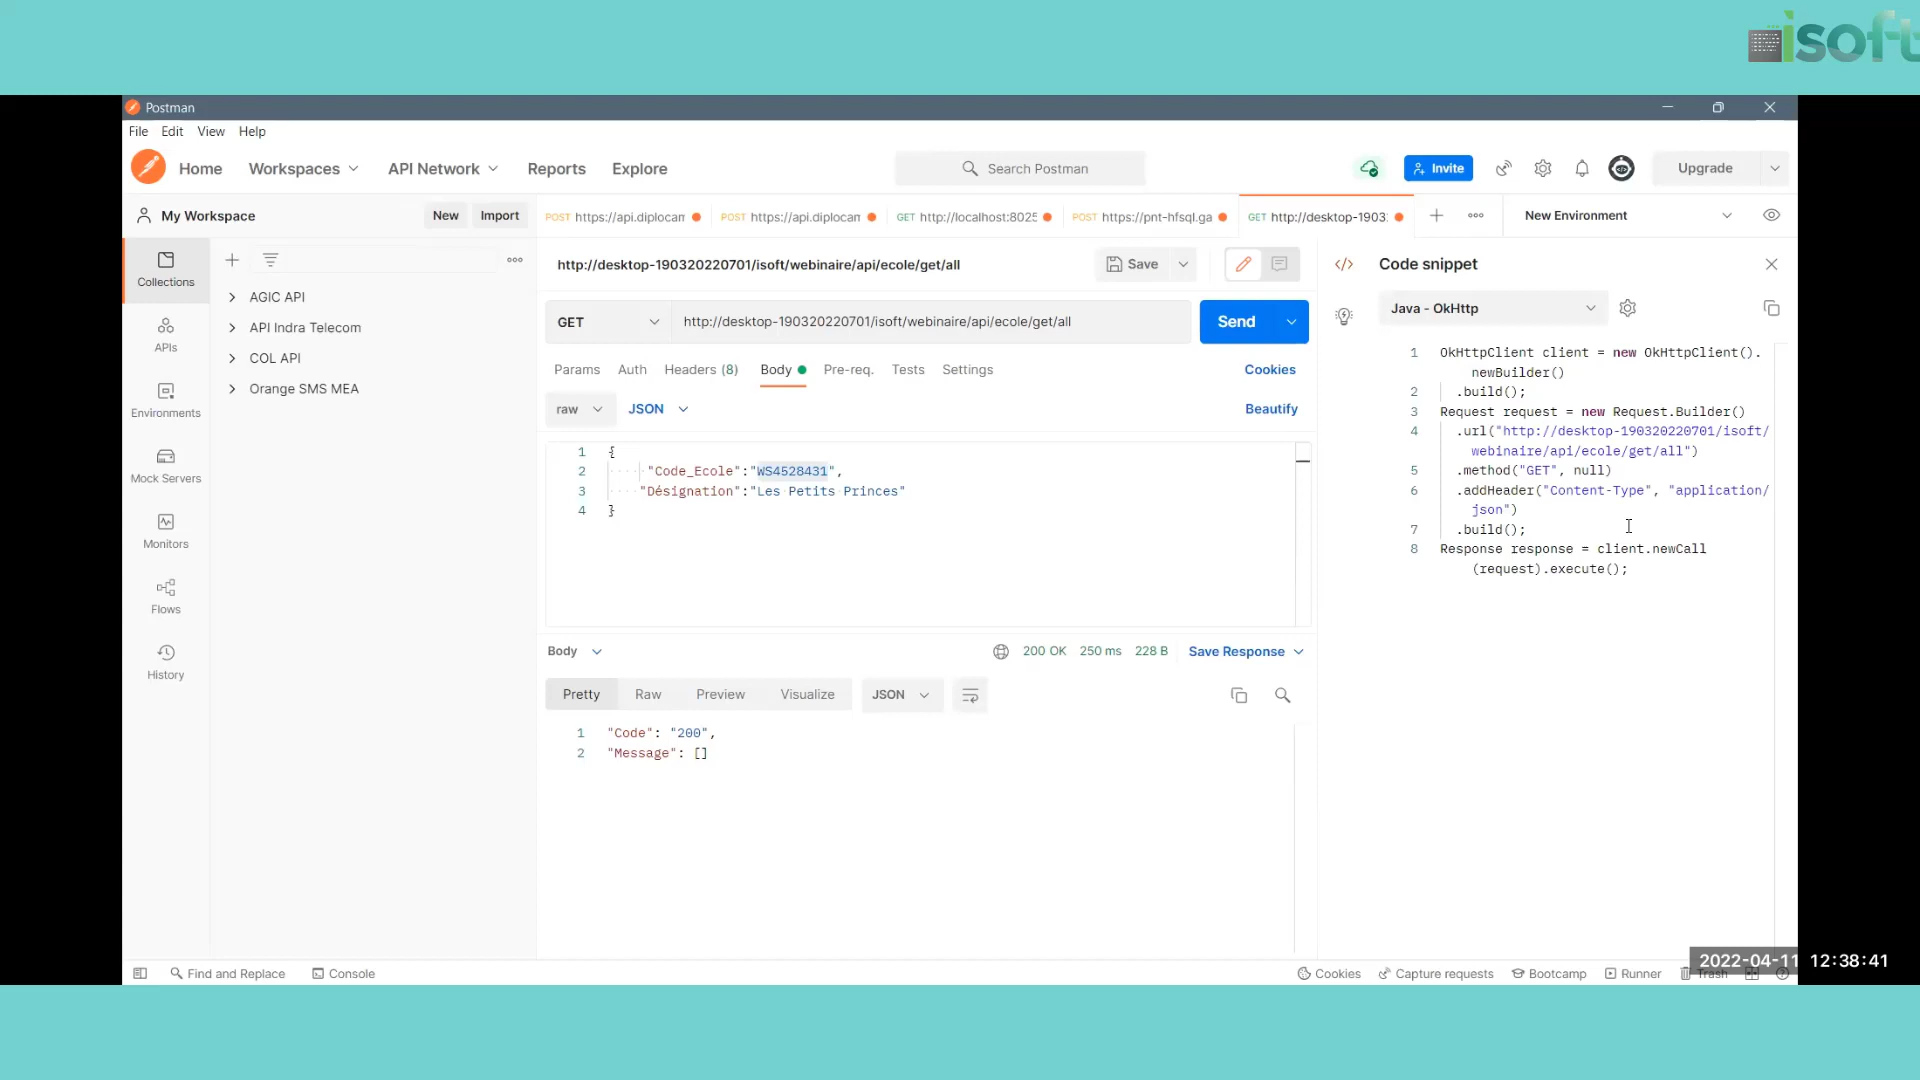 isoft
Postman
File Edit View Help
Home Workspaces API Network Reports Explore Search Postman Invite Upgrade
My Workspace New Import
POST https://api.diplocam POST https://api.diplocam GET http://localhost:8025 POST https://pnt-hfsql.ga GET http://desktop-1903: New Environment
Collections
APIs
Environments
Mock Servers
Monitors
Flows
History
AGIC API
API Indra Telecom
COL API
Orange SMS MEA
http://desktop-190320220701/isoft/webinaire/api/ecole/get/all Save
GET http://desktop-190320220701/isoft/webinaire/api/ecole/get/all Send
Params Auth Headers (8) Body Pre-req. Tests Settings Cookies
raw JSON Beautify
1 {
2 "Code_Ecole":"WS4528431",
3 "Désignation":"Les Petits Princes"
4 }
Body 200 OK 250 ms 228 B Save Response
Pretty Raw Preview Visualize JSON
1 "Code": "200",
2 "Message": []
</> Code snippet
Java - OkHttp
1 OkHttpClient client = new OkHttpClient().
newBuilder()
2 .build();
3 Request request = new Request.Builder()
4 .url("http://desktop-190320220701/isoft/
webinaire/api/ecole/get/all")
5 .method("GET", null)
6 .addHeader("Content-Type", "application/
json")
7 .build();
8 Response response = client.newCall
(request).execute();
2022-04-11 12:38:41
Find and Replace Console Cookies Capture requests Bootcamp Runner Trash